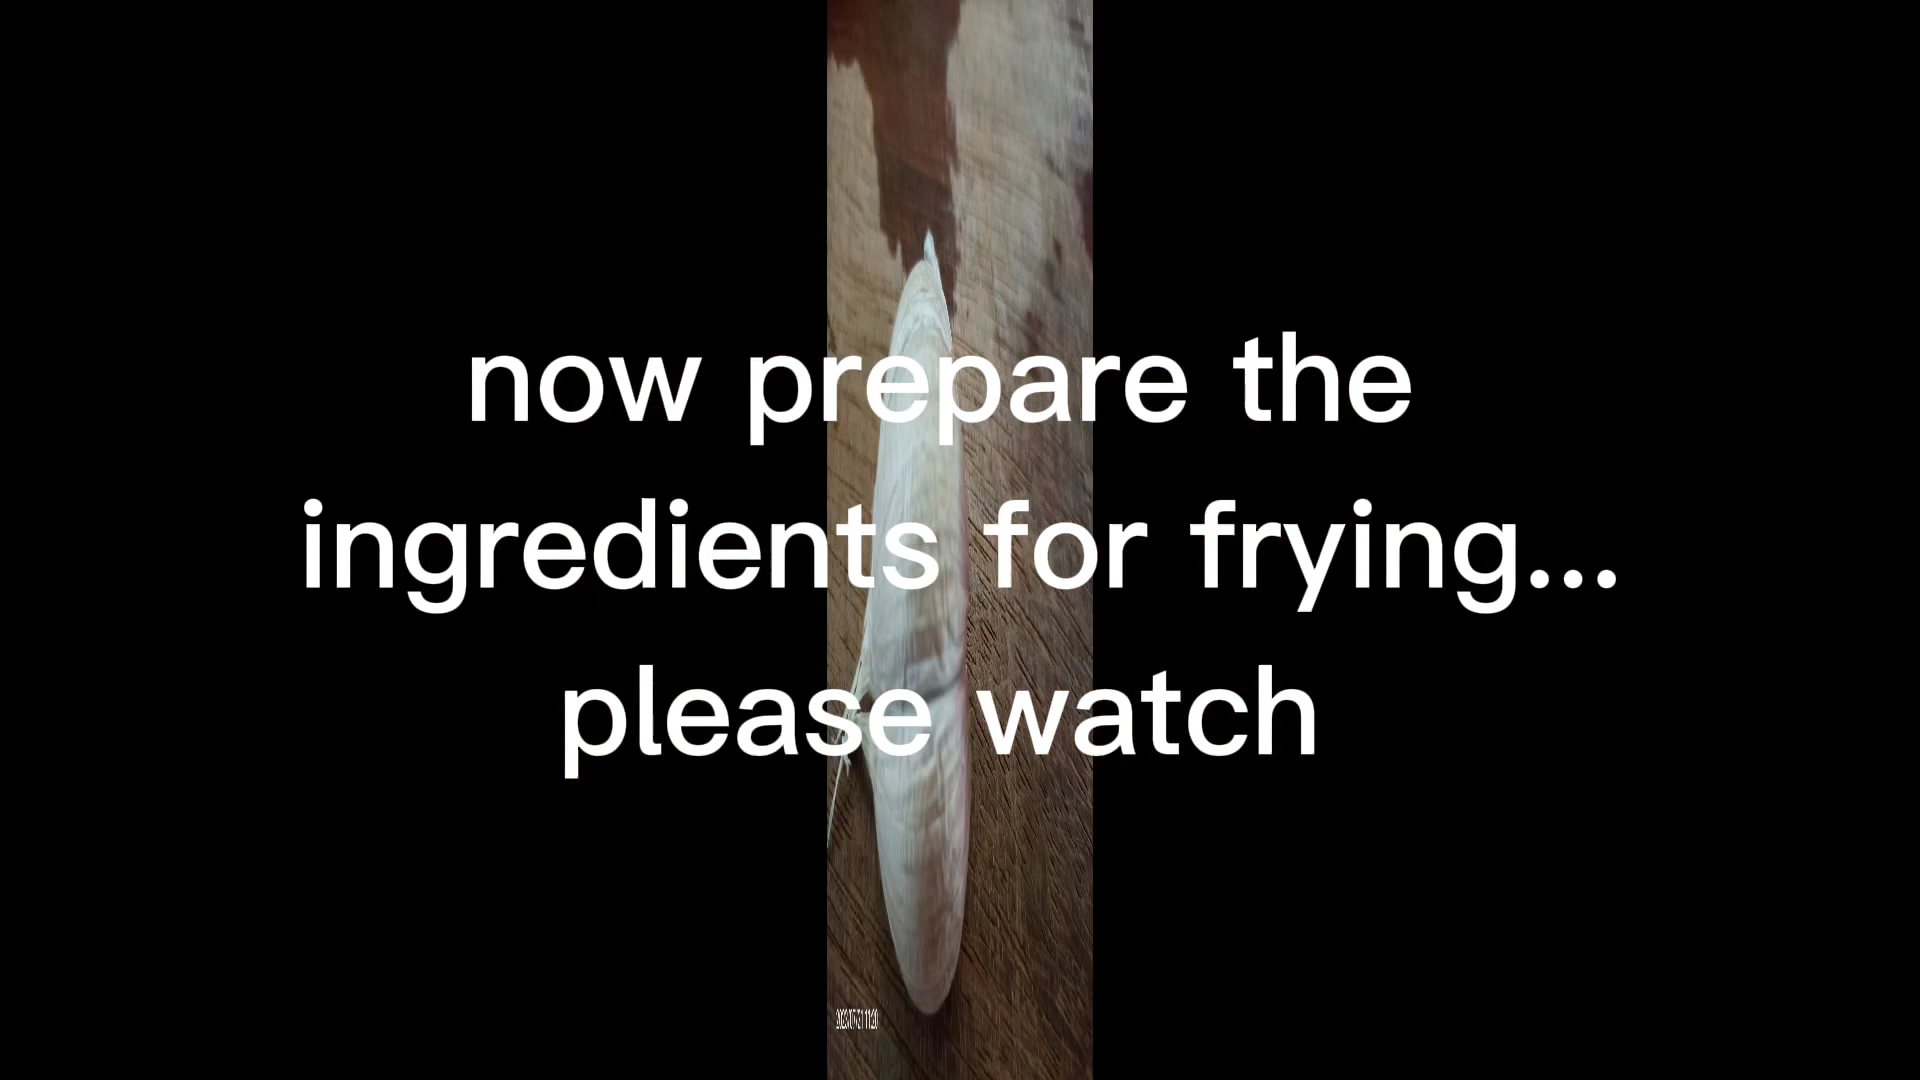 now prepare the
ingredients for frying...
please watch